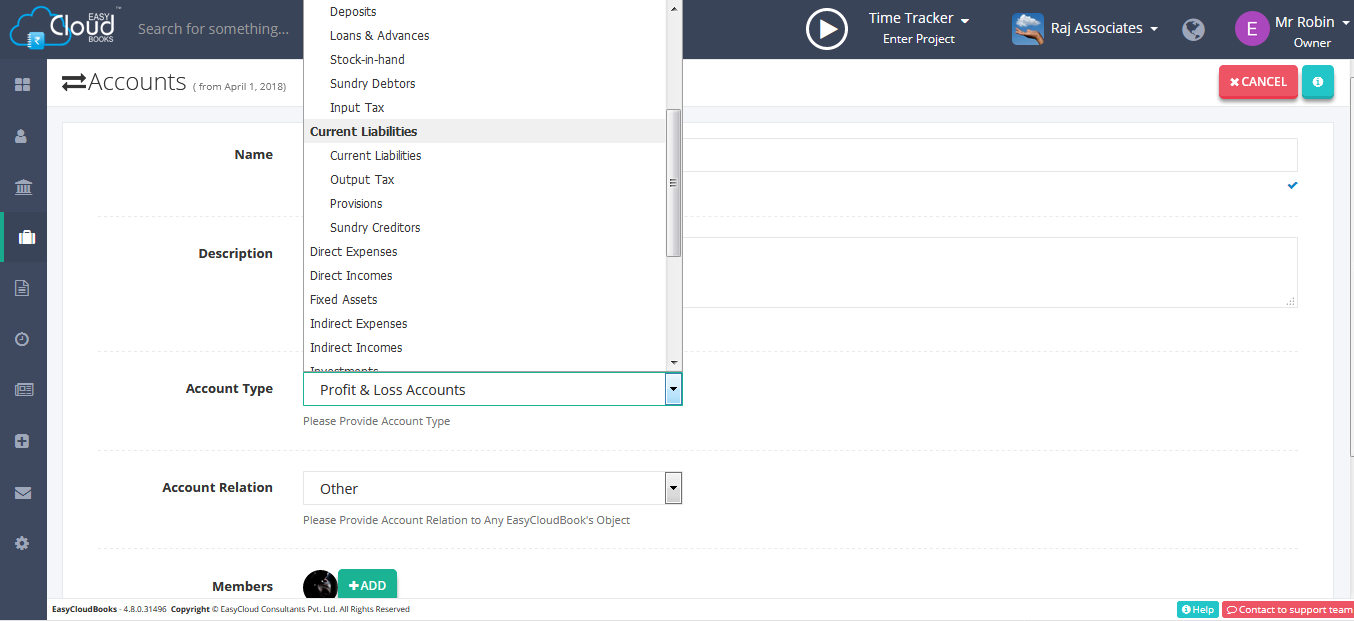 EASY
Cloud
BOOKS
™
Search for something...
Time Tracker
Enter Project
Raj Associates
E
Mr Robin
Owner
Accounts ( from April 1, 2018)
CANCEL
Deposits
Loans & Advances
Stock-in-hand
Sundry Debtors
Input Tax
Current Liabilities
Current Liabilities
Output Tax
Provisions
Sundry Creditors
Direct Expenses
Direct Incomes
Fixed Assets
Indirect Expenses
Indirect Incomes
Investments
Name
Description
Account Type
Profit & Loss Accounts
Please Provide Account Type
Account Relation
Other
Please Provide Account Relation to Any EasyCloudBook's Object
Members
ADD
EasyCloudBooks - 4.8.0.31496 Copyright © EasyCloud Consultants Pvt. Ltd. All Rights Reserved
Help
Contact to support team